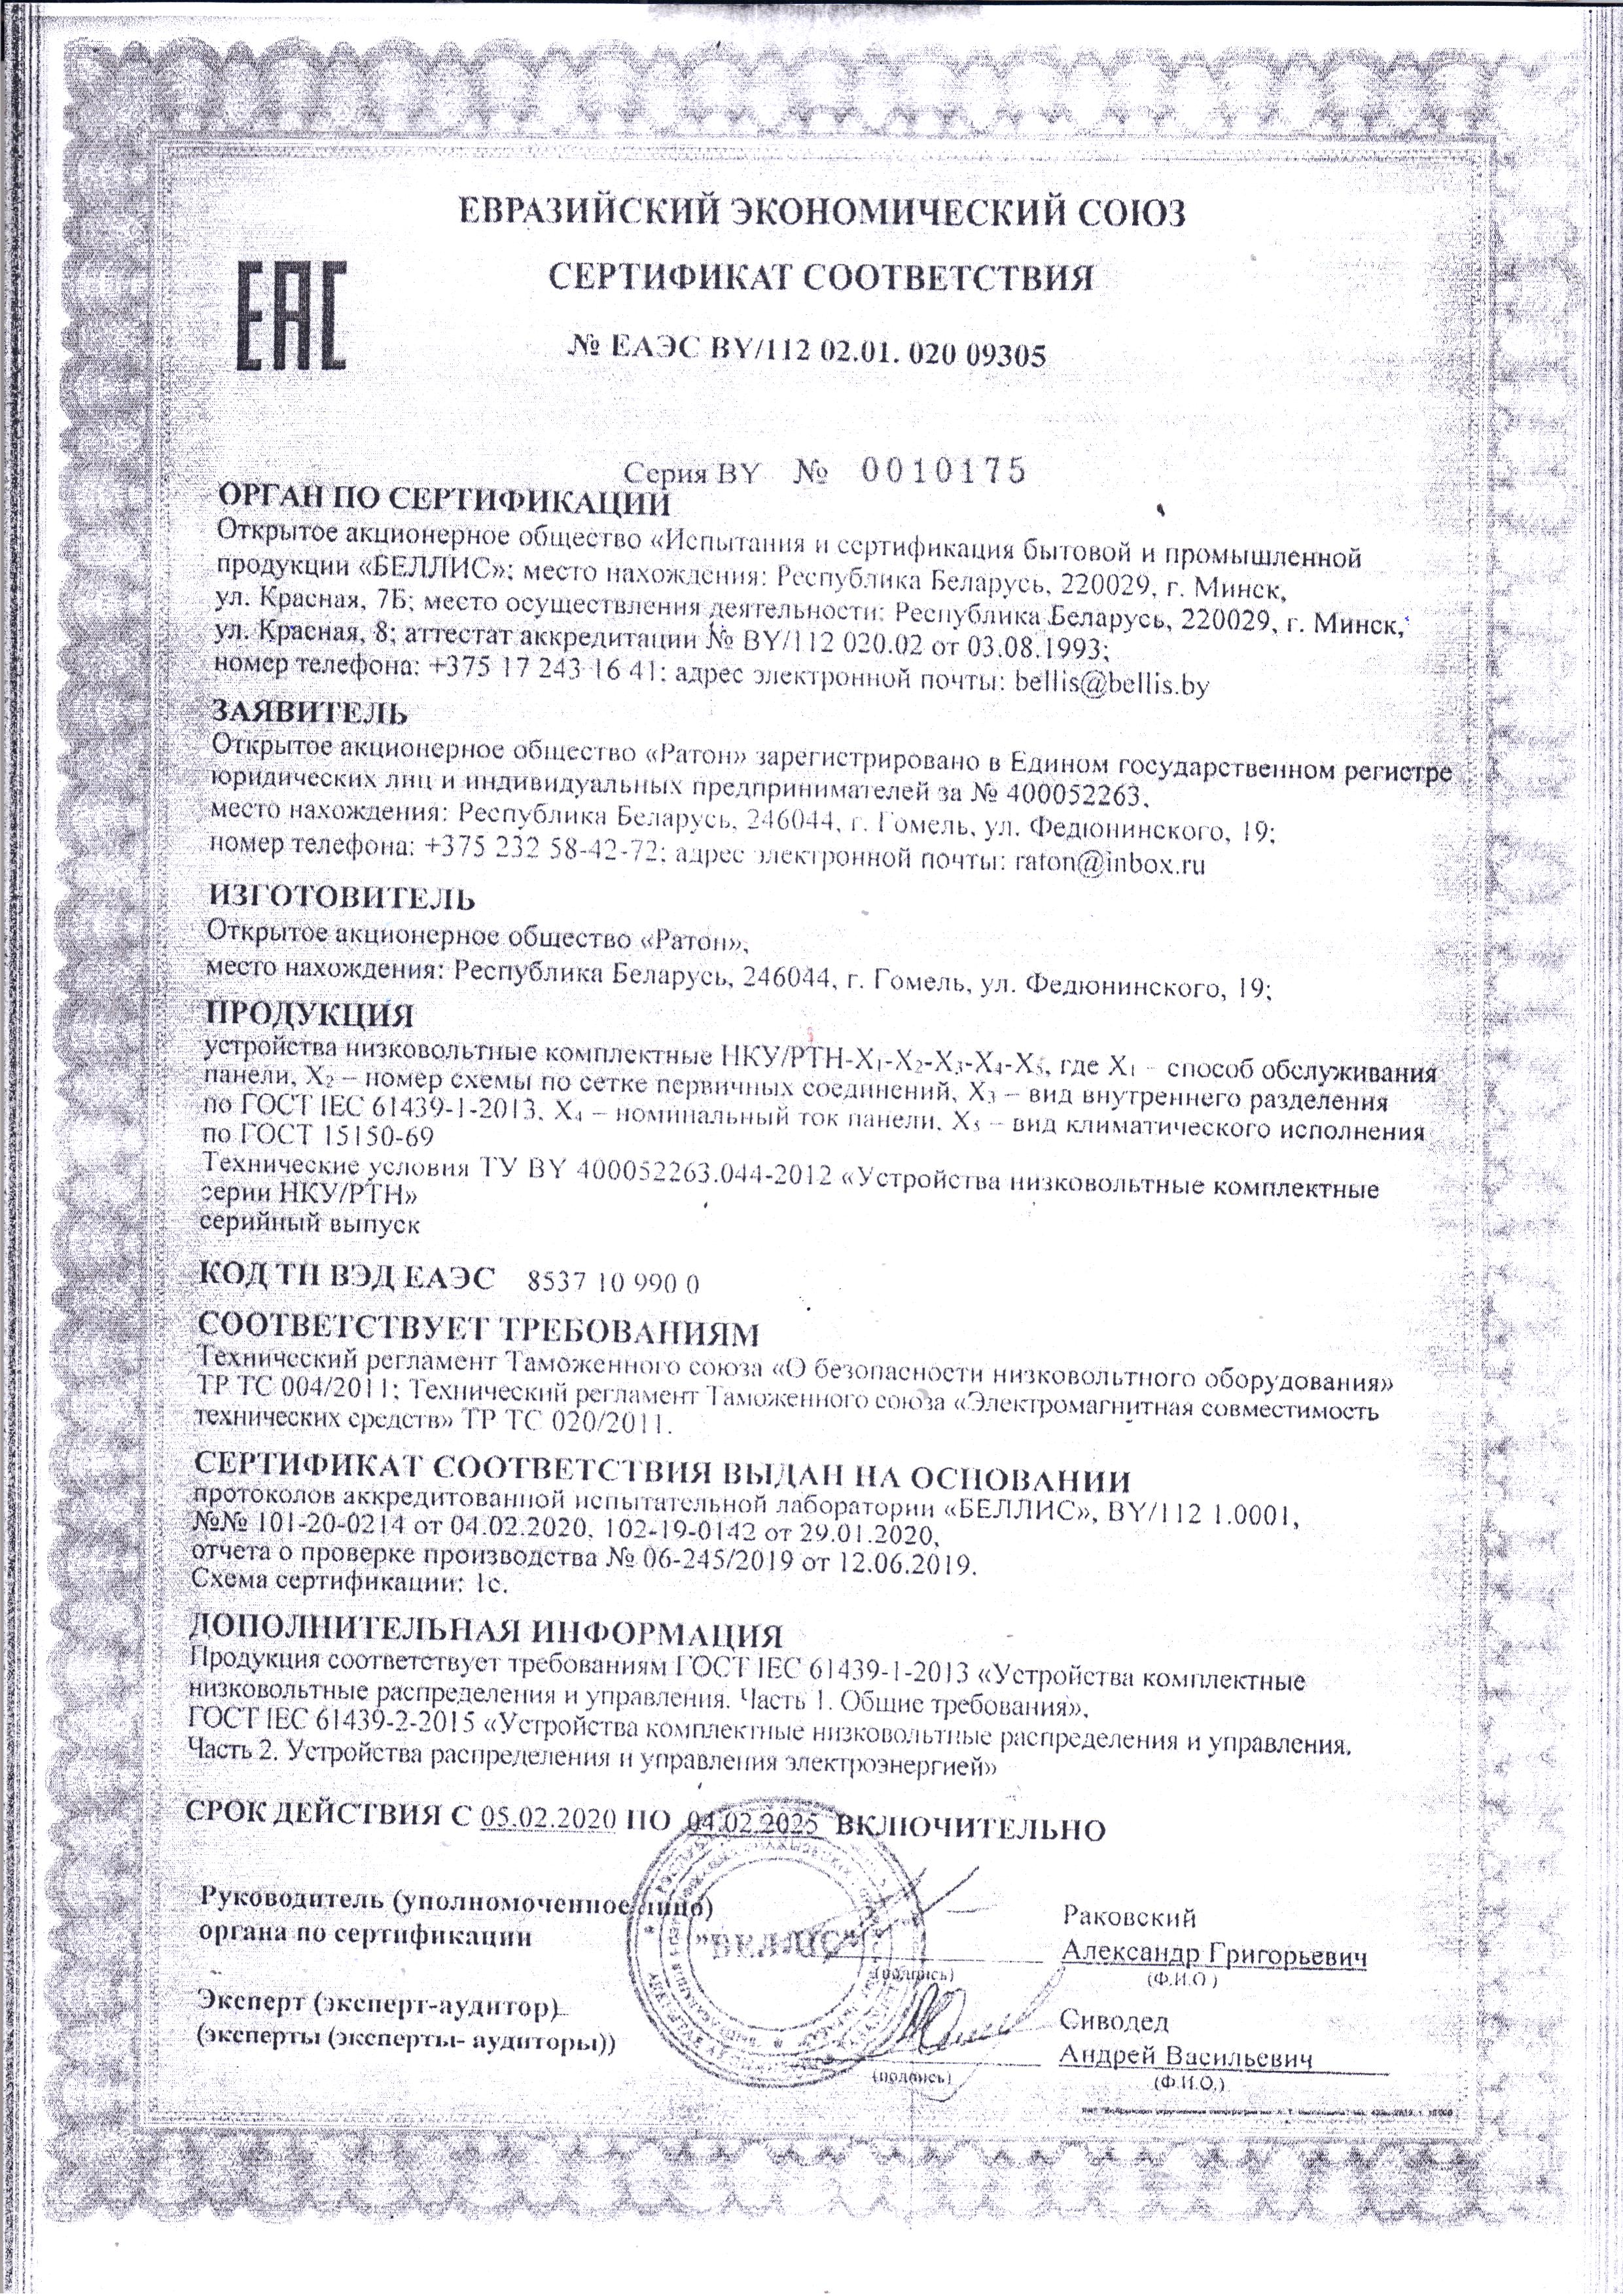 ЕВРАЗИЙСКИЙ ЭКОНОМИЧЕСКИЙ СОЮЗ
EAC
СЕРТИФИКАТ СООТВЕТСТВИЯ
№ ЕАЭС BY/112 02.01. 020 09305
Серия BY № 0010175
ОРГАН ПО СЕРТИФИКАЦИИ
Открытое акционерное общество «Испытания и сертификация бытовой и промышленной
продукции «БЕЛЛИС»; место нахождения: Республика Беларусь, 220029, г. Минск,
ул. Красная, 7Б; место осуществления деятельности: Республика Беларусь, 220029, г. Минск,
ул. Красная, 8; аттестат аккредитации № BY/112 020.02 от 03.08.1993;
номер телефона: +375 17 243 16 41; адрес электронной почты: bellis@bellis.by
ЗАЯВИТЕЛЬ
Открытое акционерное общество «Ратон» зарегистрировано в Едином государственном регистре
юридических лиц и индивидуальных предпринимателей за № 400052263,
место нахождения: Республика Беларусь, 246044, г. Гомель, ул. Федюнинского, 19;
номер телефона: +375 232 58-42-72; адрес электронной почты: raton@inbox.ru
ИЗГОТОВИТЕЛЬ
Открытое акционерное общество «Ратон»,
место нахождения: Республика Беларусь, 246044, г. Гомель, ул. Федюнинского, 19;
ПРОДУКЦИЯ
устройства низковольтные комплектные НКУ/РТН-X₁-X₂-X₃-X₄-X₅, где X₁ – способ обслуживания
панели, X₂ – номер схемы по сетке первичных соединений, X₃ – вид внутреннего разделения
по ГОСТ IEC 61439-1-2013, X₄ – номинальный ток панели, X₅ – вид климатического исполнения
по ГОСТ 15150-69
Технические условия ТУ BY 400052263.044-2012 «Устройства низковольтные комплектные
серии НКУ/РТН»
серийный выпуск
КОД ТН ВЭД ЕАЭС 8537 10 990 0
СООТВЕТСТВУЕТ ТРЕБОВАНИЯМ
Технический регламент Таможенного союза «О безопасности низковольтного оборудования»
ТР ТС 004/2011; Технический регламент Таможенного союза «Электромагнитная совместимость
технических средств» ТР ТС 020/2011.
СЕРТИФИКАТ СООТВЕТСТВИЯ ВЫДАН НА ОСНОВАНИИ
протоколов аккредитованной испытательной лаборатории «БЕЛЛИС», BY/112 1.0001,
№№ 101-20-0214 от 04.02.2020, 102-19-0142 от 29.01.2020,
отчета о проверке производства № 06-245/2019 от 12.06.2019.
Схема сертификации: 1с.
ДОПОЛНИТЕЛЬНАЯ ИНФОРМАЦИЯ
Продукция соответствует требованиям ГОСТ IEC 61439-1-2013 «Устройства комплектные
низковольтные распределения и управления. Часть 1. Общие требования»,
ГОСТ IEC 61439-2-2015 «Устройства комплектные низковольтные распределения и управления.
Часть 2. Устройства распределения и управления электроэнергией»
СРОК ДЕЙСТВИЯ С 05.02.2020 ПО 04.02.2025 ВКЛЮЧИТЕЛЬНО
Руководитель (уполномоченное лицо)
органа по сертификации
"БЕЛЛИС"
(подпись)
Раковский
Александр Григорьевич
(Ф.И.О.)
Эксперт (эксперт-аудитор)
(эксперты (эксперты- аудиторы))
(подпись)
Сиводед
Андрей Васильевич
(Ф.И.О.)